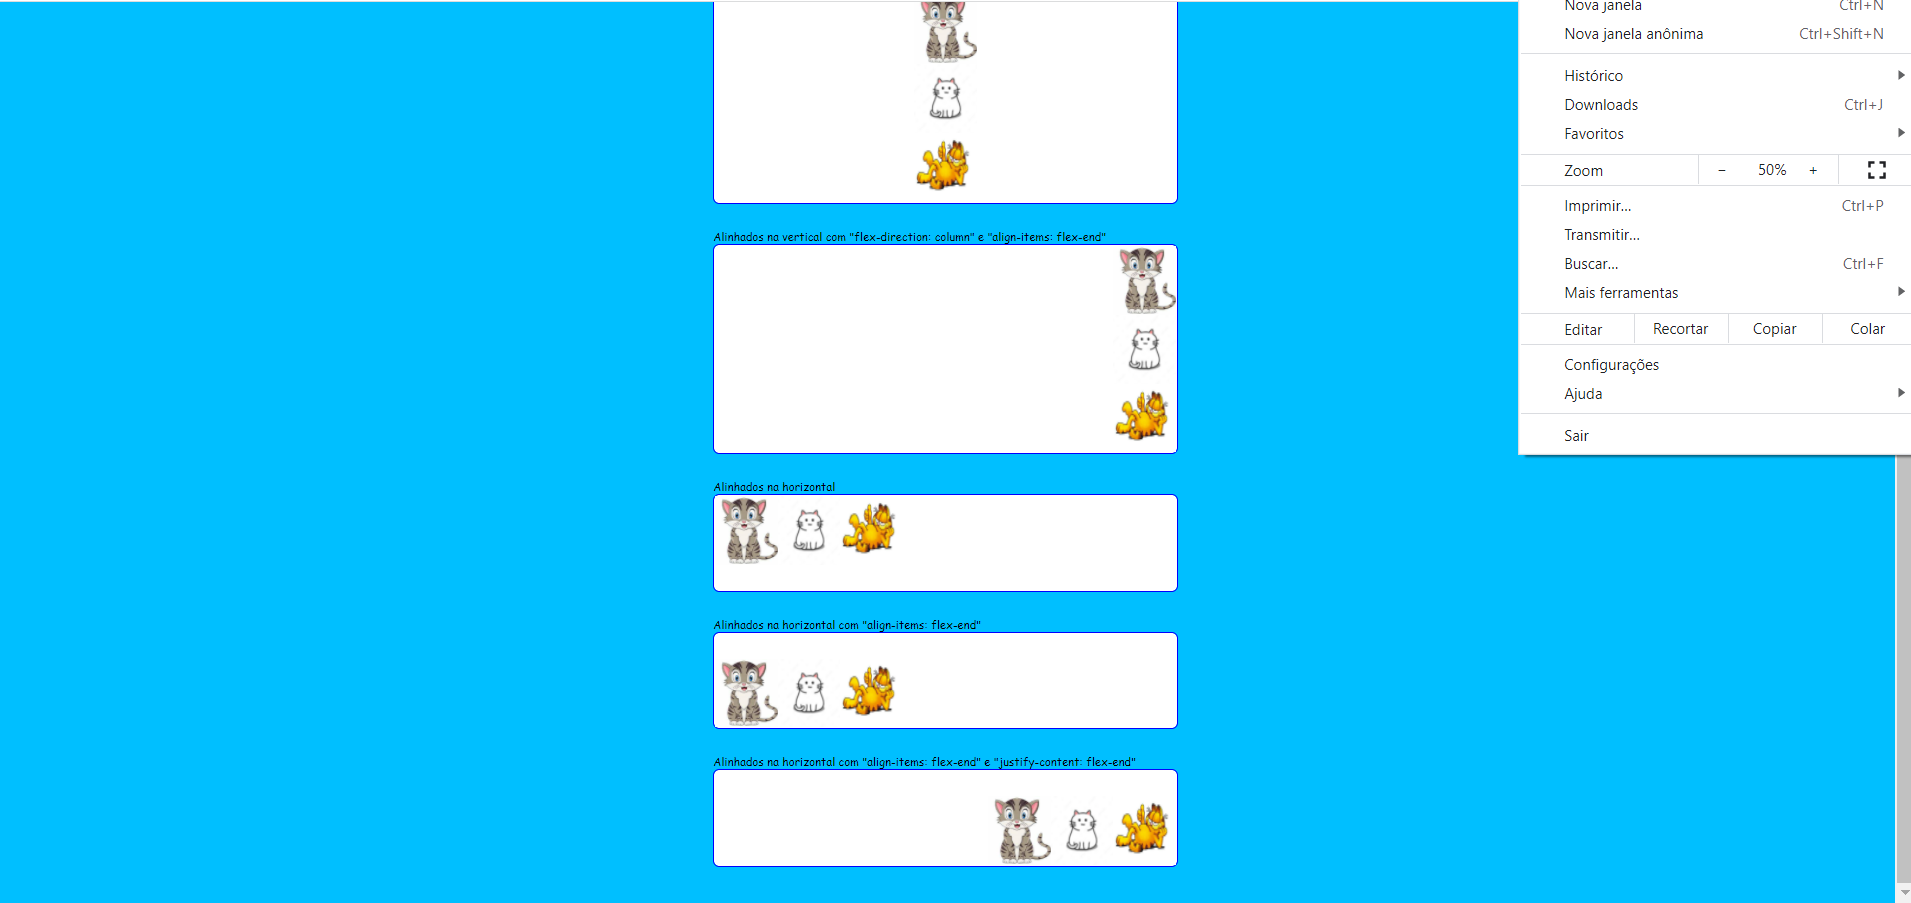 Nova janela Ctrl+N
Nova janela anônima Ctrl+Shift+N
Histórico
Downloads Ctrl+J
Favoritos
Zoom − 50% +
Imprimir... Ctrl+P
Transmitir...
Buscar... Ctrl+F
Mais ferramentas
Editar Recortar Copiar Colar
Configurações
Ajuda
Sair
Alinhados na vertical com "flex-direction: column" e "align-items: flex-end"
Alinhados na horizontal
Alinhados na horizontal com "align-items: flex-end"
Alinhados na horizontal com "align-items: flex-end" e "justify-content: flex-end"